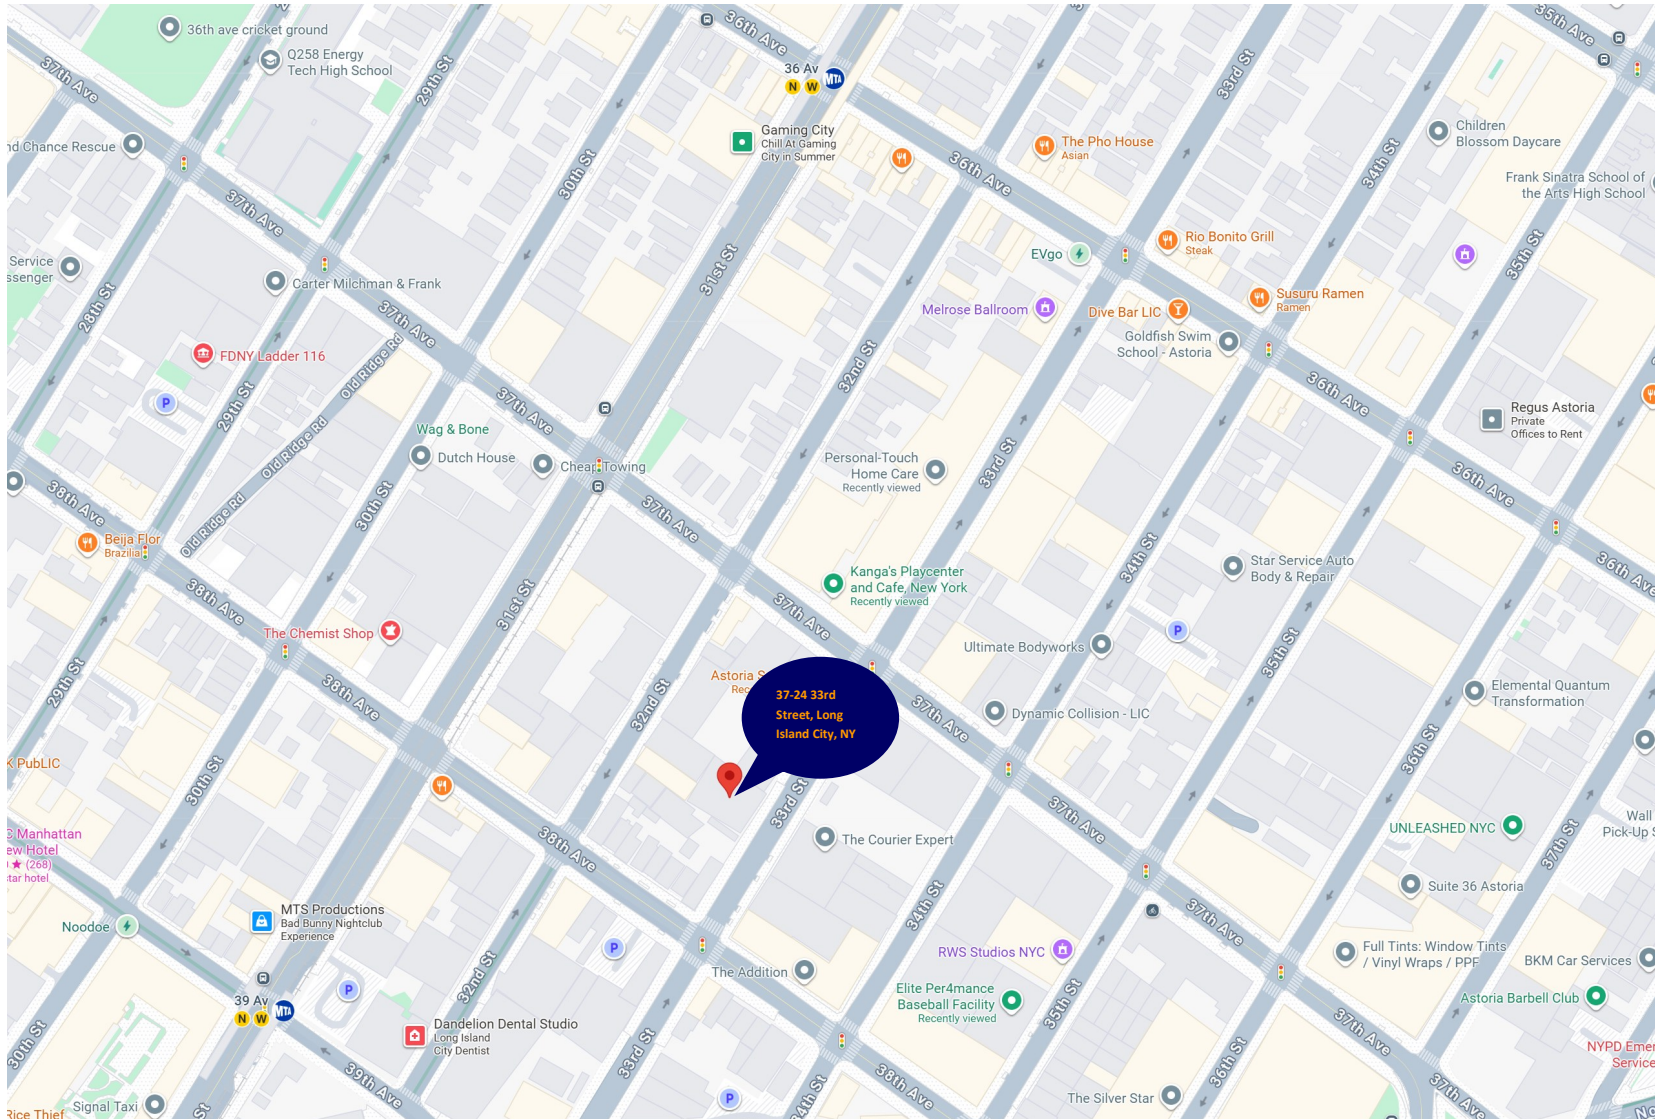 36th ave cricket ground
Q258 Energy
Tech High School
37th Ave
29th St
36th Ave
36 Av
N W MTA
33rd St
35th Ave
Gaming City
Chill At Gaming
City in Summer
The Pho House
Asian
Children
Blossom Daycare
nd Chance Rescue
30th St
36th Ave
34th St
Frank Sinatra School of
the Arts High School
37th Ave
Rio Bonito Grill
Steak
35th St
Service
ssenger
Carter Milchman & Frank
31st St
EVgo
28th St
37th Ave
Melrose Ballroom
Dive Bar LIC
Susuru Ramen
Ramen
Goldfish Swim
School - Astoria
FDNY Ladder 116
Old Ridge Rd
32nd St
P
29th St
37th Ave
36th Ave
Regus Astoria
Private
Offices to Rent
Wag & Bone
Dutch House
Cheap Towing
Old Ridge Rd
Personal-Touch
Home Care
Recently viewed
33rd St
36th Ave
38th Ave
30th St
37th Ave
Old Ridge Rd
Beija Flor
Brazilia
34th St
Star Service Auto
Body & Repair
36th Ave
Kanga's Playcenter
and Cafe, New York
Recently viewed
38th Ave
31st St
37th Ave
The Chemist Shop
P
Ultimate Bodyworks
35th St
29th St
38th Ave
32nd St
Astoria S
Rec
37-24 33rd
Street, Long
Island City, NY
37th Ave
Dynamic Collision - LIC
Elemental Quantum
Transformation
36th St
K PubLIC
30th St
33rd St
37th Ave
C Manhattan
ew Hotel
(268)
star hotel
38th Ave
The Courier Expert
UNLEASHED NYC
37th St
Wall
Pick-Up S
Suite 36 Astoria
34th St
37th Ave
MTS Productions
Bad Bunny Nightclub
Experience
Noodoe
P
RWS Studios NYC
Full Tints: Window Tints
/ Vinyl Wraps / PPF
BKM Car Services
32nd St
The Addition
P
Elite Per4mance
Baseball Facility
Recently viewed
35th St
Astoria Barbell Club
39 Av
N W MTA
Dandelion Dental Studio
Long Island
City Dentist
30th St
33rd St
37th Ave
NYPD Emer
Service
39th Ave
38th Ave
36th St
37th Ave
Signal Taxi
Rice Thief
St
P
34th St
The Silver Star
No